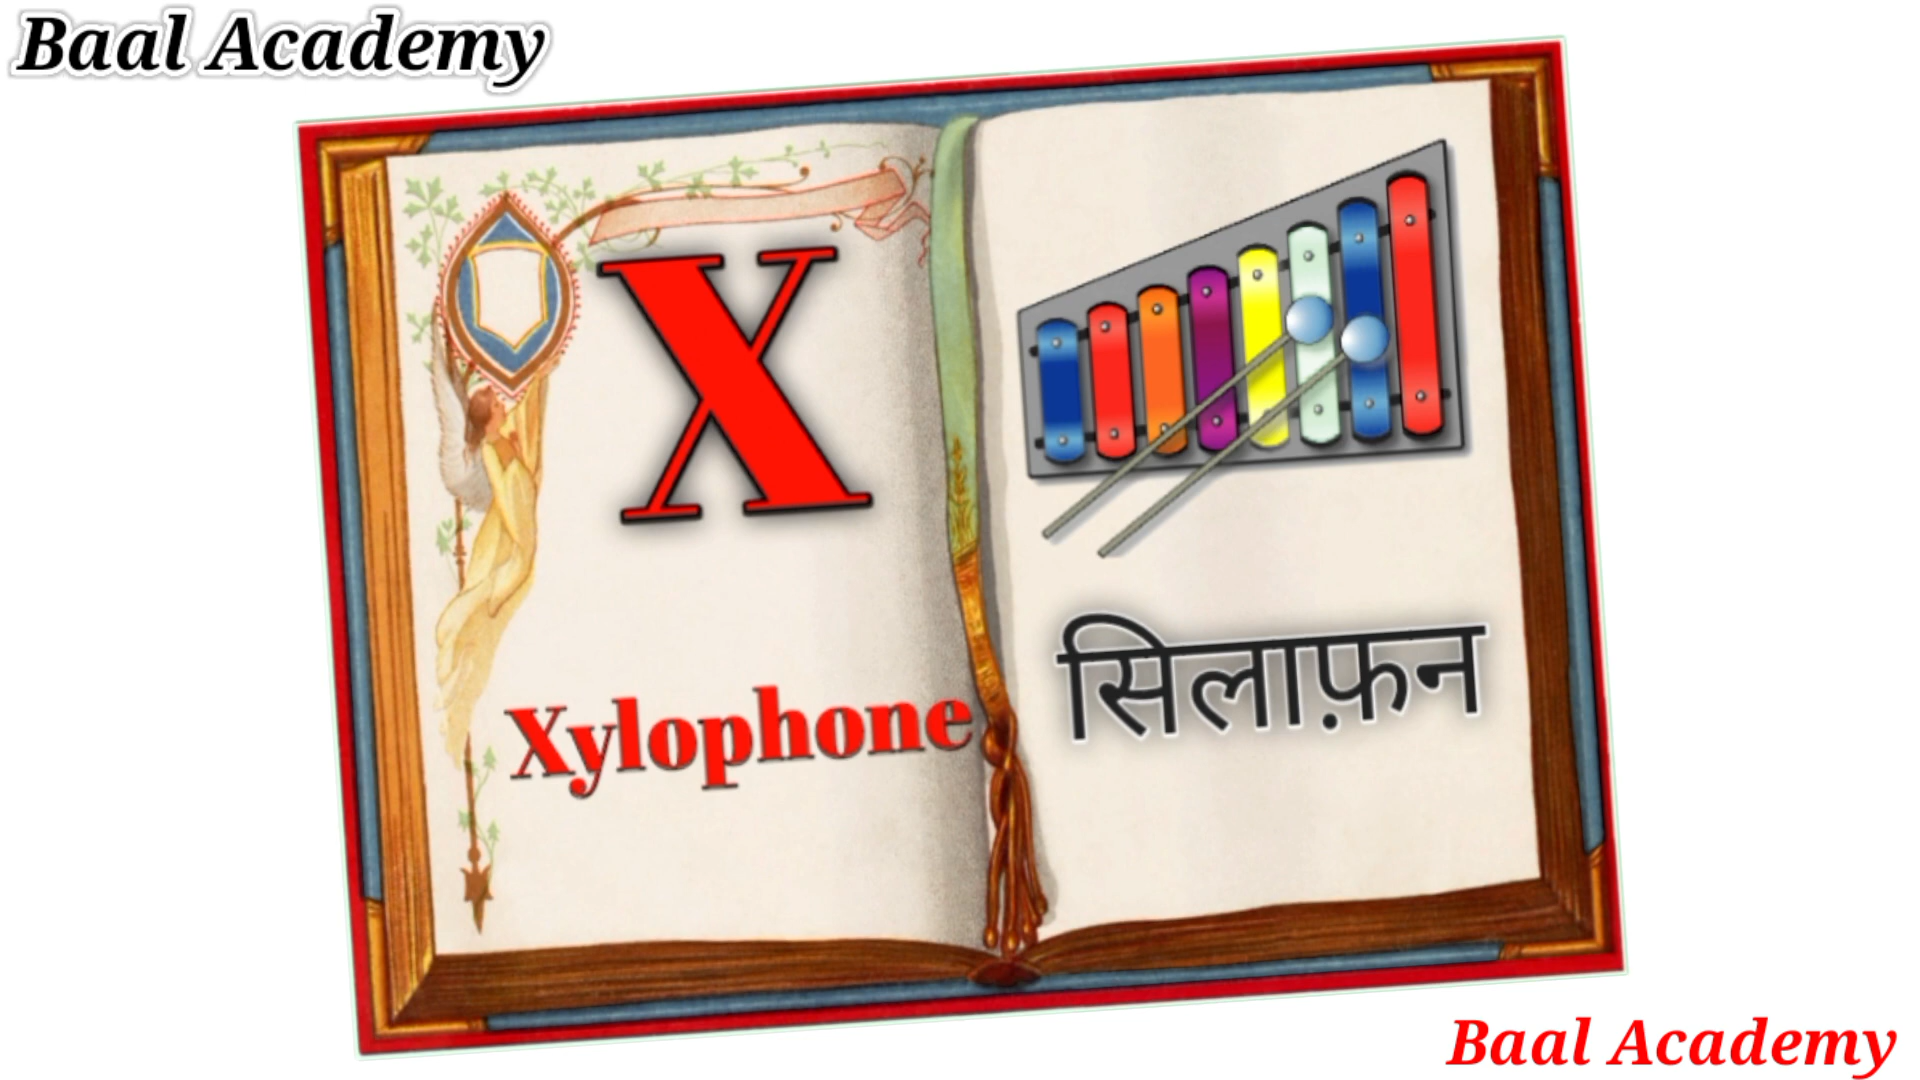 Baal Academy
X
Xylophone
सिलाफ़न
Baal Academy